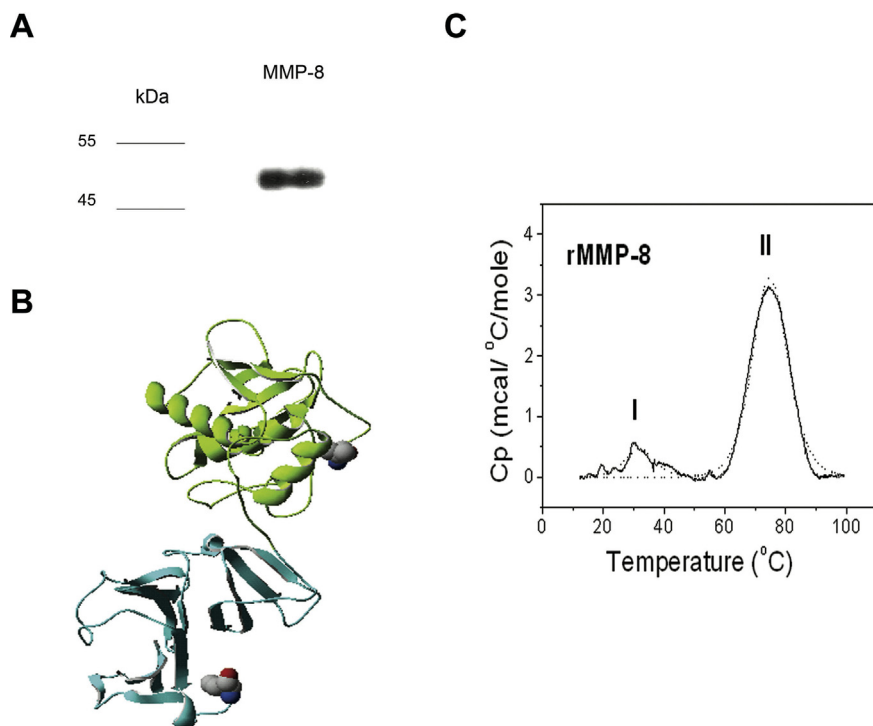 A
MMP-8
kDa
55
45
B
C
rMMP-8
I
II
Cp (mcal/ °C/mole)
4
3
2
1
0
0 20 40 60 80 100
Temperature (°C)